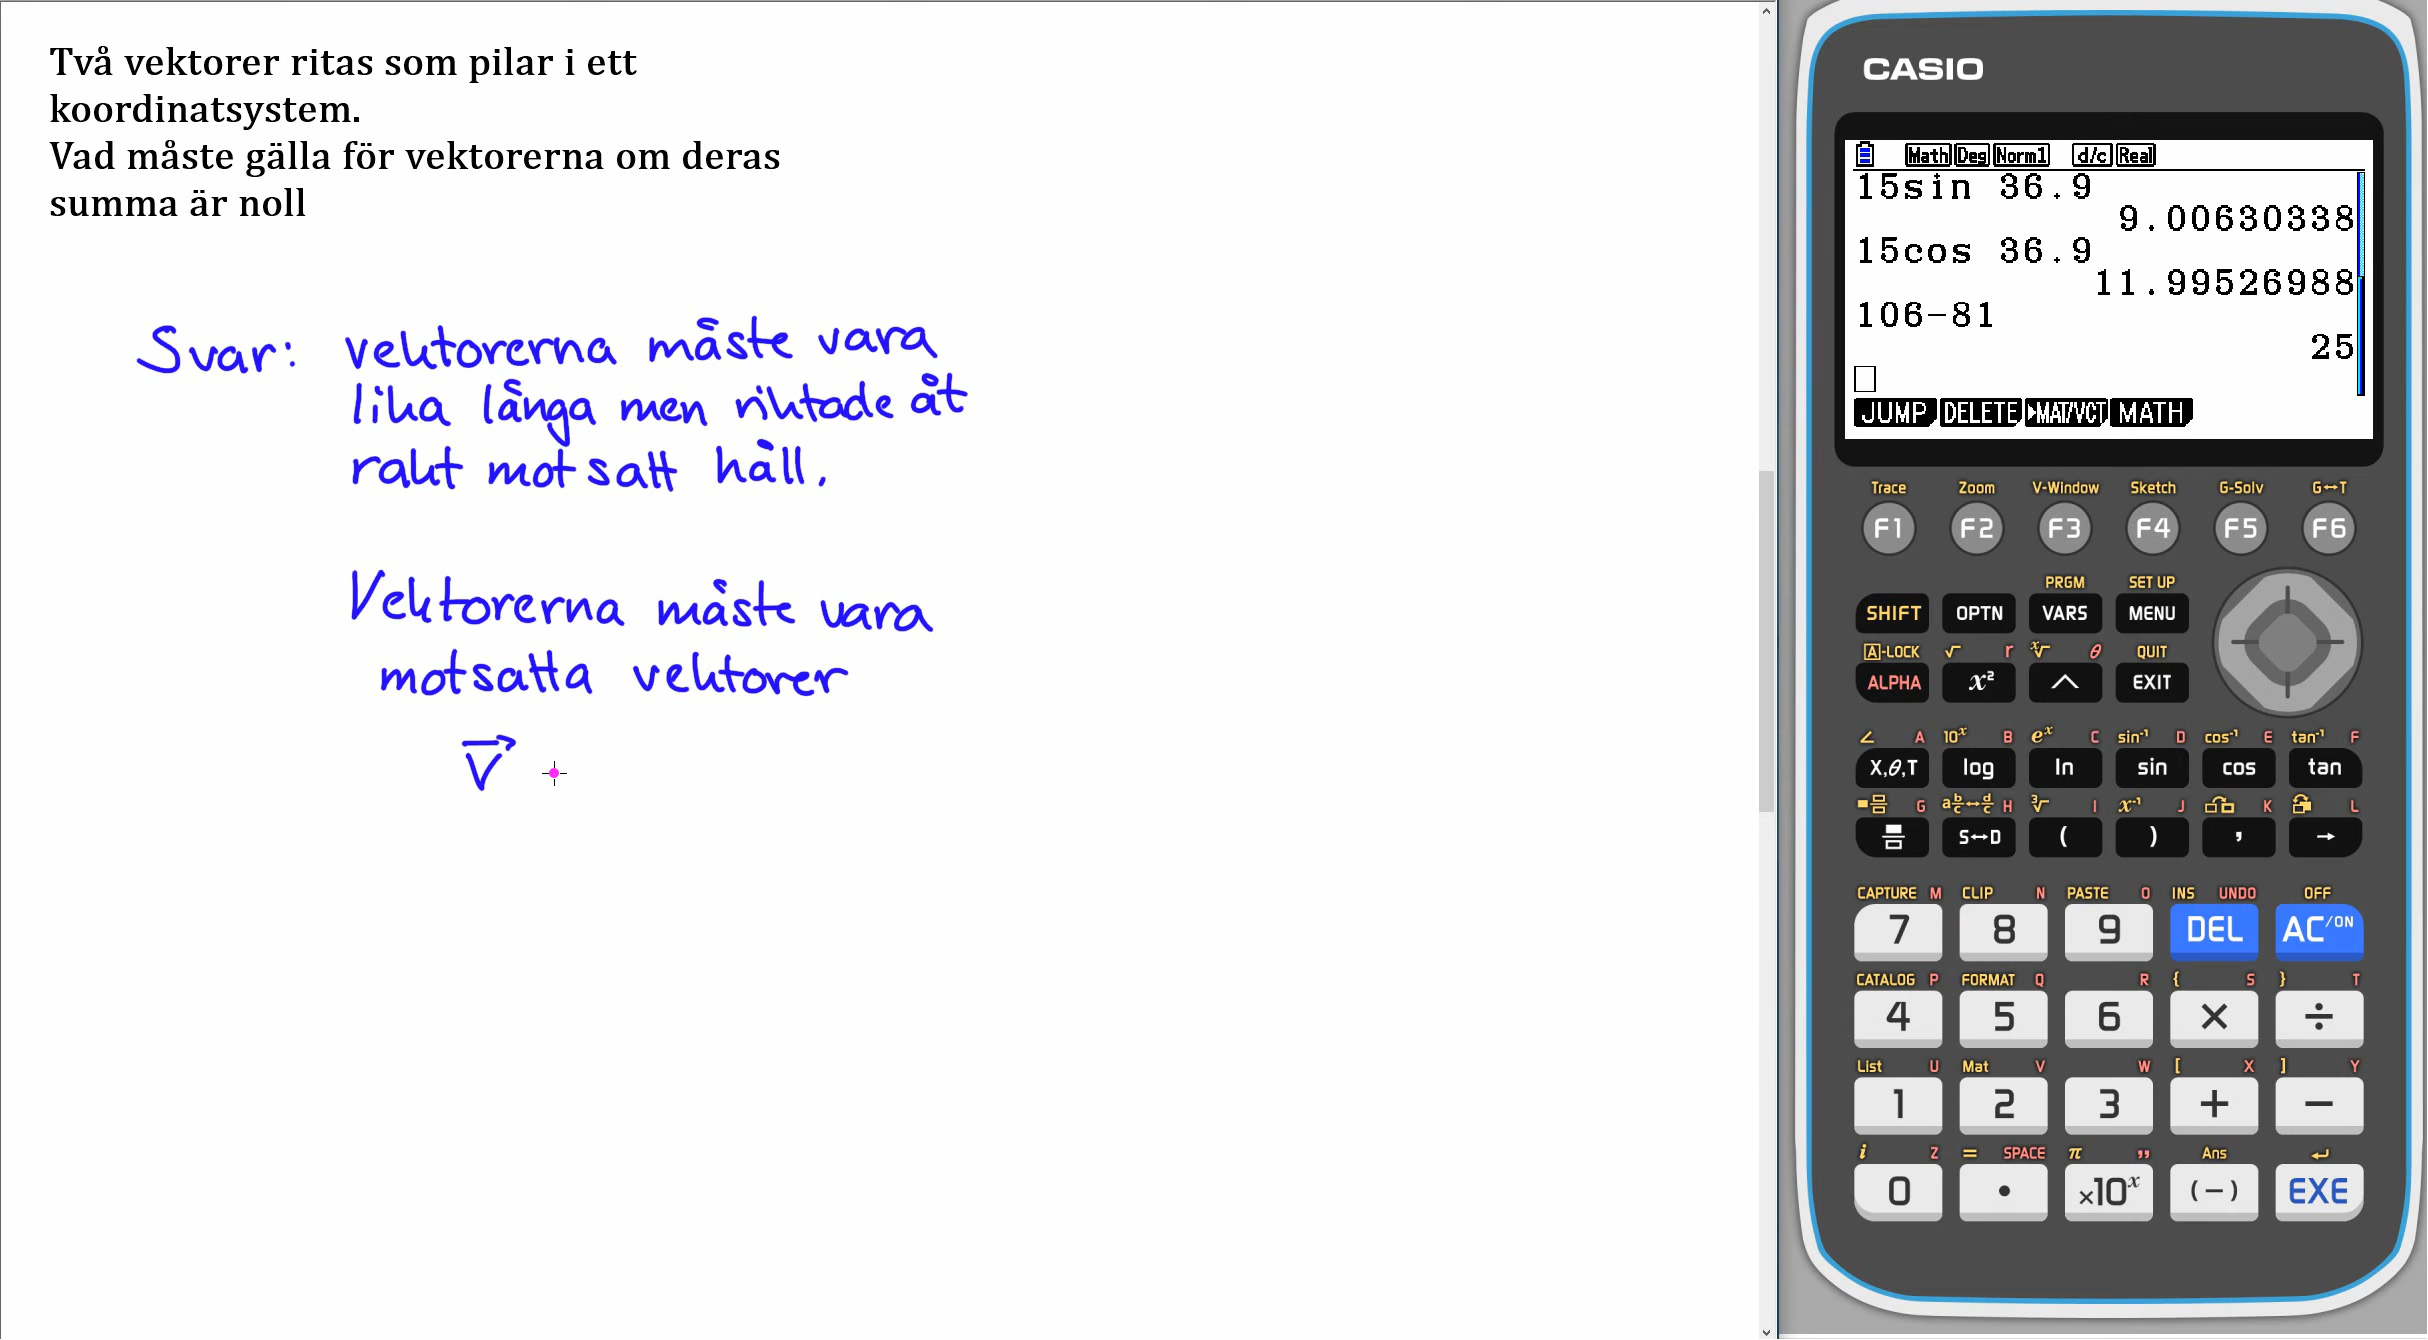 Två vektorer ritas som pilar i ett
koordinatsystem.
Vad måste gälla för vektorerna om deras
summa är noll
Svar: vektorerna måste vara
lika långa men riktade åt
rakt motsatt håll.
Vektorerna måste vara
motsatta vektorer
v⃗
CASIO
Math Deg Norm1 d/c Real
15sin 36.9
9.00630338
15cos 36.9
11.99526988
106-81
25
JUMP DELETE ▶MAT/VCT MATH
Trace Zoom V-Window Sketch G-Solv G↔T
F1 F2 F3 F4 F5 F6
PRGM SET UP
SHIFT OPTN VARS MENU
A-LOCK √ r ˣ√ θ QUIT
ALPHA x² ^ EXIT
∠ A 10ˣ B eˣ C sin⁻¹ D cos⁻¹ E tan⁻¹ F
X,θ,T log ln sin cos tan
G a b/c↔d/c H ³√ I x⁻¹ J K L
S↔D ( ) , →
CAPTURE M CLIP N PASTE O INS UNDO OFF
7 8 9 DEL AC/ON
CATALOG P FORMAT Q R { S } T
4 5 6 × ÷
List U Mat V W [ X ] Y
1 2 3 + −
i Z = SPACE π " Ans ↵
0 • ×10ˣ (−) EXE